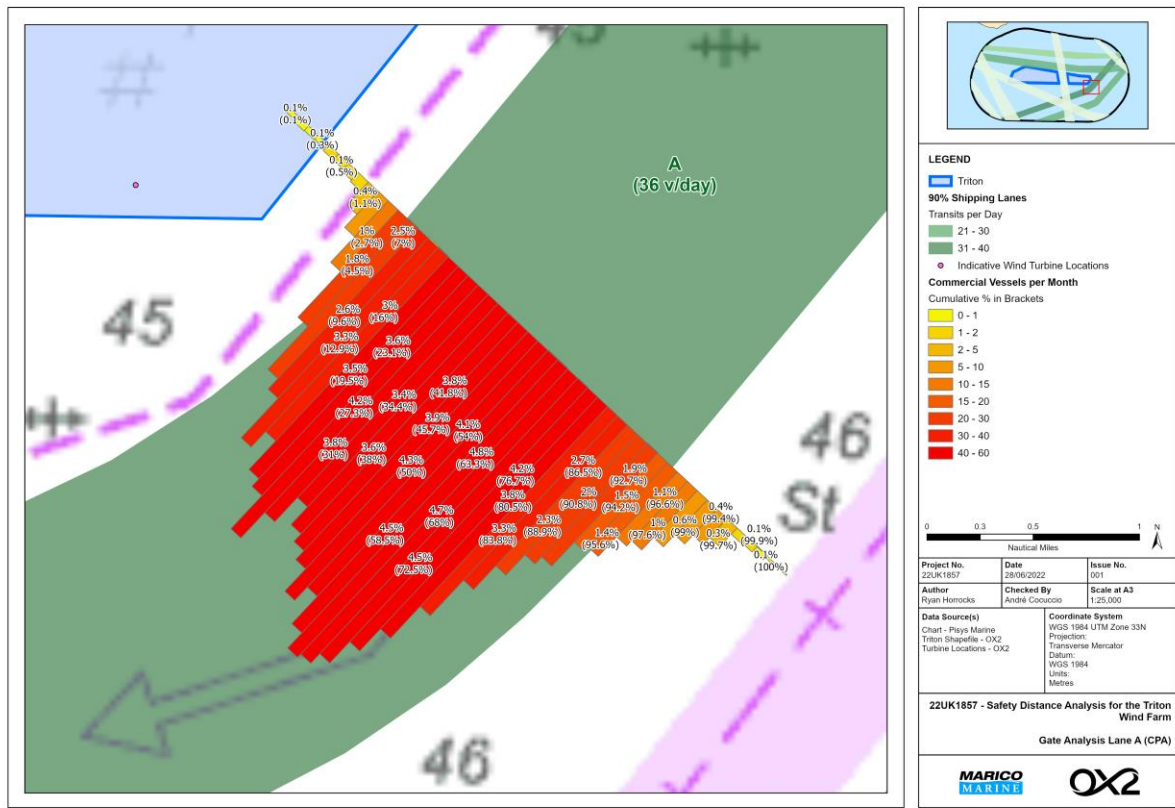 45
0.1%
(0.1%)
0.1%
(0.3%)
0.1%
(0.5%)
0.4%
(1.1%)
1%
(2.7%)
2.5%
(7%)
1.8%
(4.5%)
2.6%
(9.6%)
3%
(16%)
3.3%
(12.9%)
3.6%
(23.1%)
3.5%
(19.5%)
3.8%
(41.8%)
4.2%
(27.3%)
3.4%
(34.4%)
3.9%
(45.7%)
4.1%
(54%)
3.8%
(31%)
3.6%
(38%)
4.3%
(50%)
4.8%
(63.3%)
4.2%
(76.7%)
2.7%
(86.5%)
1.9%
(92.7%)
3.8%
(80.5%)
2%
(90.8%)
1.5%
(94.2%)
1.1%
(96.6%)
0.4%
(99.4%)
4.7%
(68%)
4.5%
(58.5%)
3.3%
(83.8%)
2.3%
(88.9%)
1.4%
(95.6%)
1%
(97.6%)
0.6%
(99%)
0.3%
(99.7%)
0.1%
(99.9%)
0.1%
(100%)
4.5%
(72.5%)
A
(36 v/day)
45
46
St
46
LEGEND
Triton
90% Shipping Lanes
Transits per Day
21 - 30
31 - 40
Indicative Wind Turbine Locations
Commercial Vessels per Month
Cumulative % in Brackets
0 - 1
1 - 2
2 - 5
5 - 10
10 - 15
15 - 20
20 - 30
30 - 40
40 - 60
0 0.3 0.5 1 N
Nautical Miles
Project No.
22UK1857
Date
28/06/2022
Issue No.
001
Author
Ryan Horrocks
Checked By
André Cocuccio
Scale at A3
1:25,000
Data Source(s)
Chart - Pisys Marine
Triton Shapefile - OX2
Turbine Locations - OX2
Coordinate System
WGS 1984 UTM Zone 33N
Projection:
Transverse Mercator
Datum:
WGS 1984
Units:
Metres
22UK1857 - Safety Distance Analysis for the Triton
Wind Farm
Gate Analysis Lane A (CPA)
MARICO
MARINE
OX2